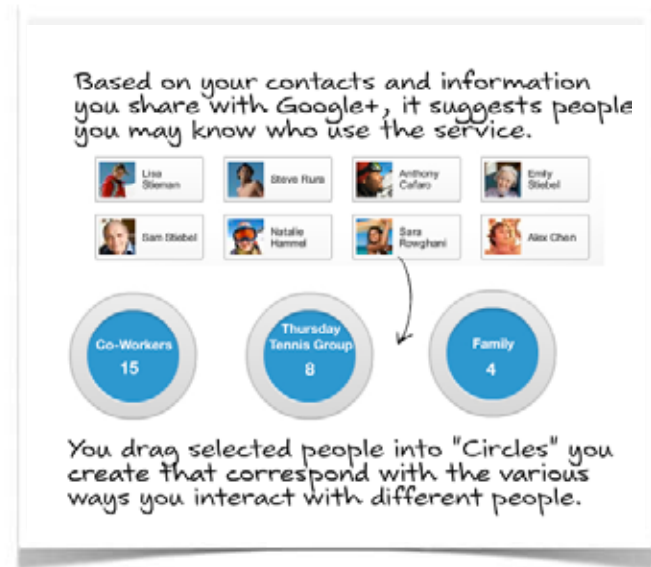 Based on your contacts and information
you share with Google+, it suggests people
you may know who use the service.
Lisa
Stieman
Steve Rura
Anthony
Cafaro
Emily
Stiebel
Sam Stiebel
Natalie
Hammel
Sara
Rowghani
Alex Chen
Co-Workers
15
Thursday
Tennis Group
8
Family
4
You drag selected people into "Circles" you
create that correspond with the various
ways you interact with different people.